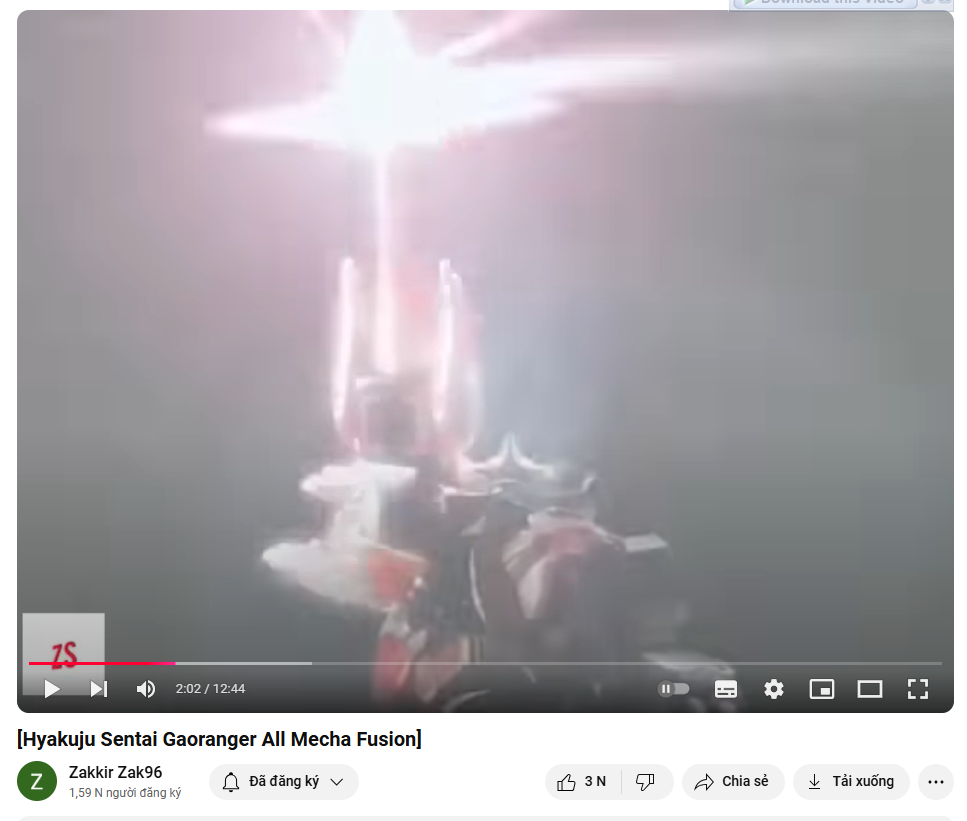 Download this Video
ZS
2:02 / 12:44
[Hyakuju Sentai Gaoranger All Mecha Fusion]
Z
Zakkir Zak96
1,59 N người đăng ký
Đã đăng ký
3 N
Chia sẻ
Tải xuống